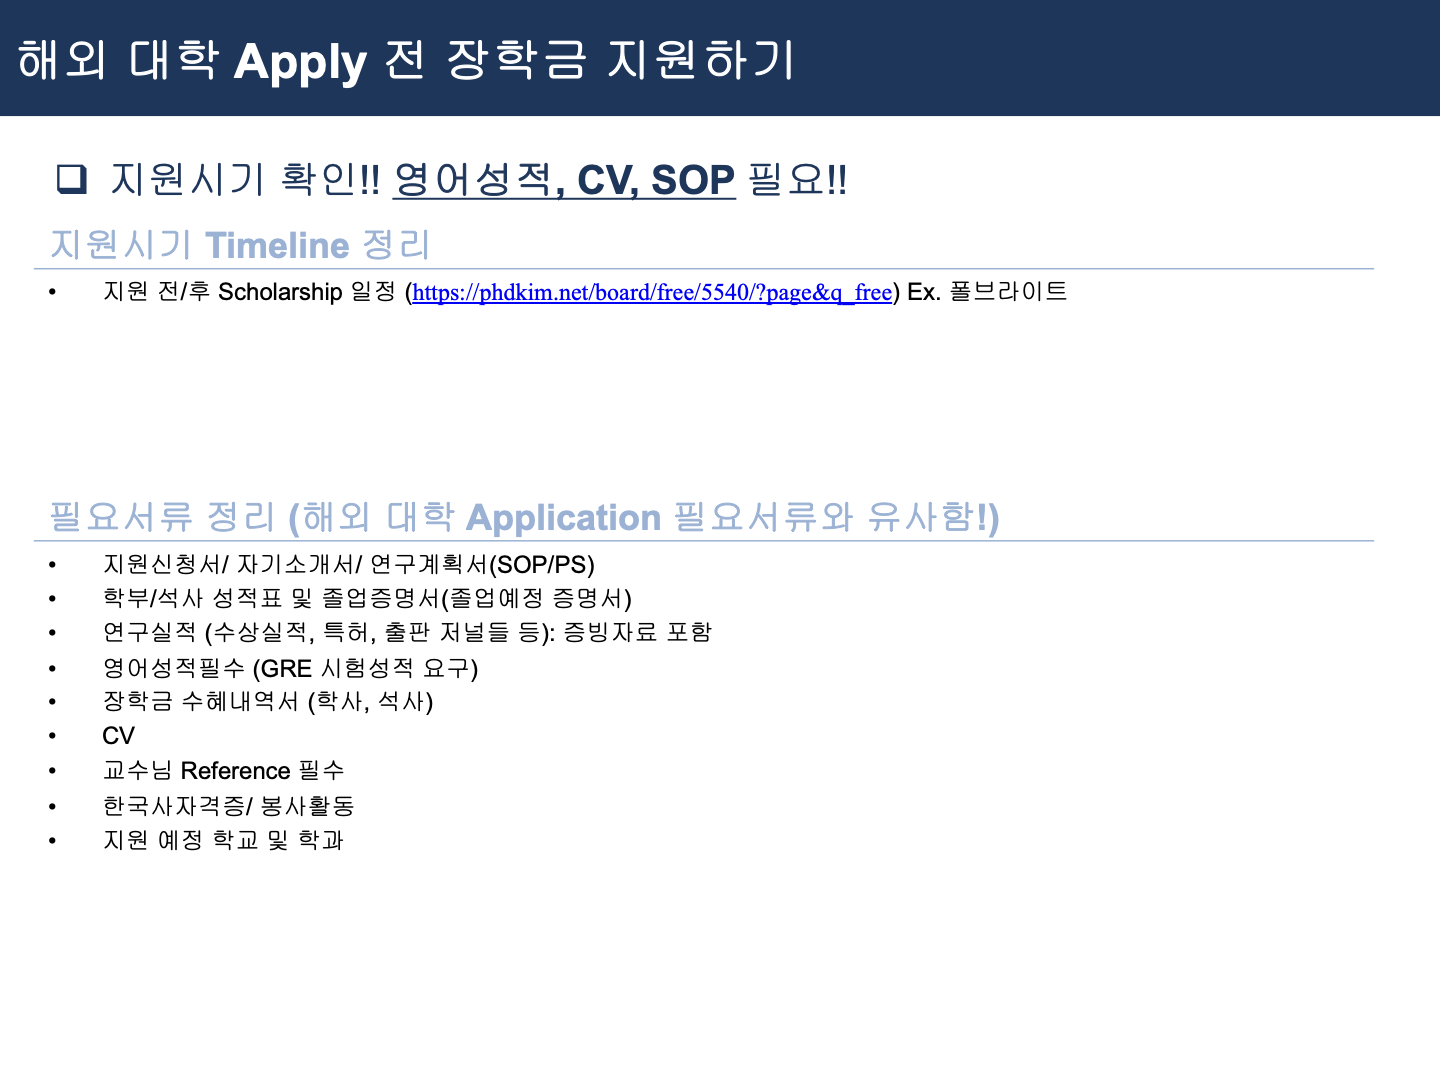 해외 대학 Apply 전 장학금 지원하기
❑ 지원시기 확인!! 영어성적, CV, SOP 필요!!
지원시기 Timeline 정리
• 지원 전/후 Scholarship 일정 (https://phdkim.net/board/free/5540/?page&q_free) Ex. 폴브라이트
필요서류 정리 (해외 대학 Application 필요서류와 유사함!)
• 지원신청서/ 자기소개서/ 연구계획서(SOP/PS)
• 학부/석사 성적표 및 졸업증명서(졸업예정 증명서)
• 연구실적 (수상실적, 특허, 출판 저널들 등): 증빙자료 포함
• 영어성적필수 (GRE 시험성적 요구)
• 장학금 수혜내역서 (학사, 석사)
• CV
• 교수님 Reference 필수
• 한국사자격증/ 봉사활동
• 지원 예정 학교 및 학과